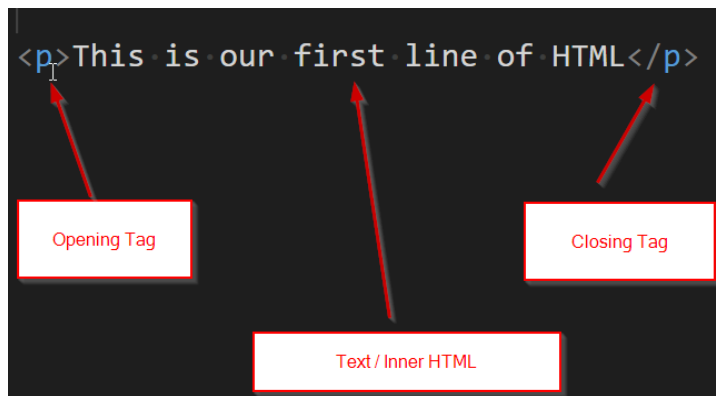 <p>This is our first line of HTML</p>
Opening Tag
Closing Tag
Text / Inner HTML